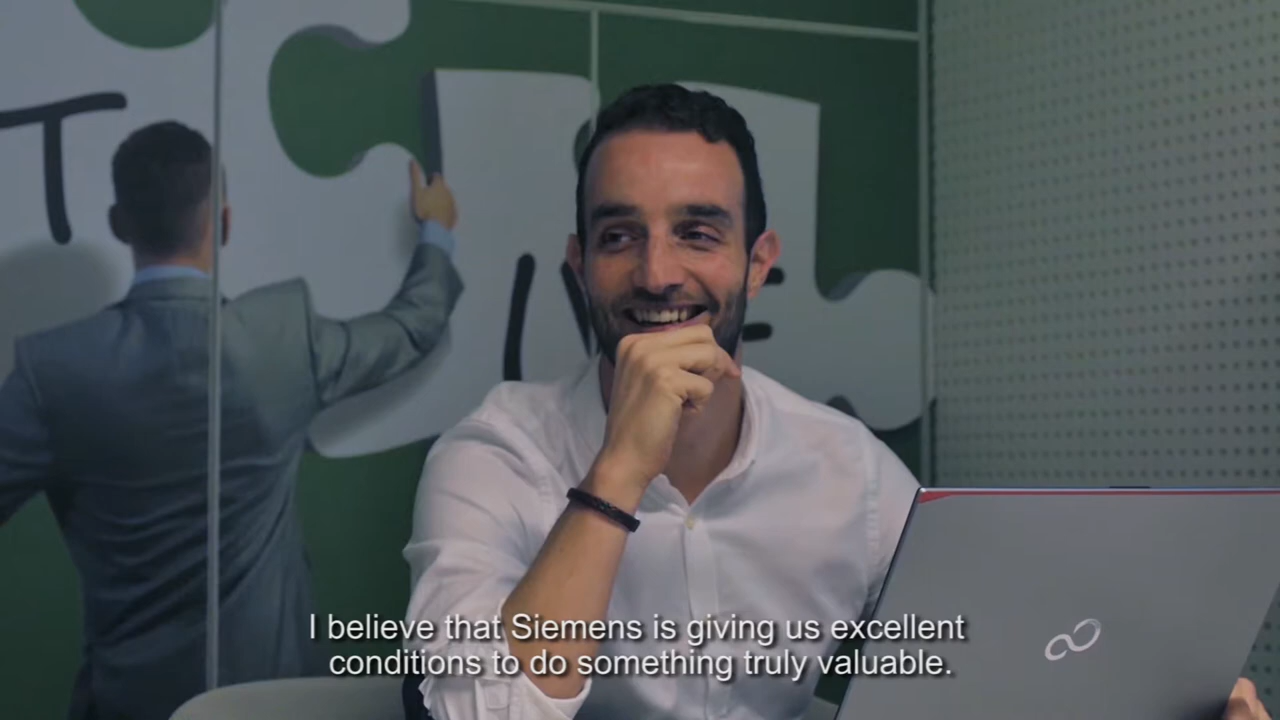 T
I believe that Siemens is giving us excellent
conditions to do something truly valuable.